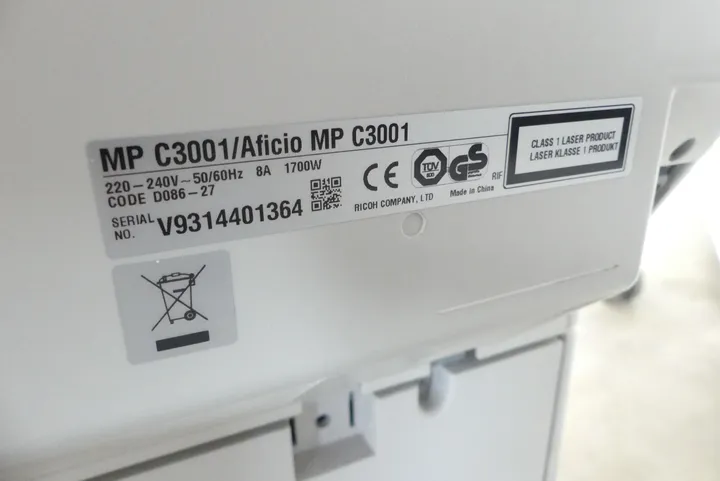 MP C3001/Aficio MP C3001
220-240V~50/60Hz 8A 1700W
CODE D086-27
SERIAL NO. V9314401364
RICOH COMPANY, LTD
CE
TÜV
GS
Made in China
RIF
CLASS 1 LASER PRODUCT
LASER KLASSE 1 PRODUKT